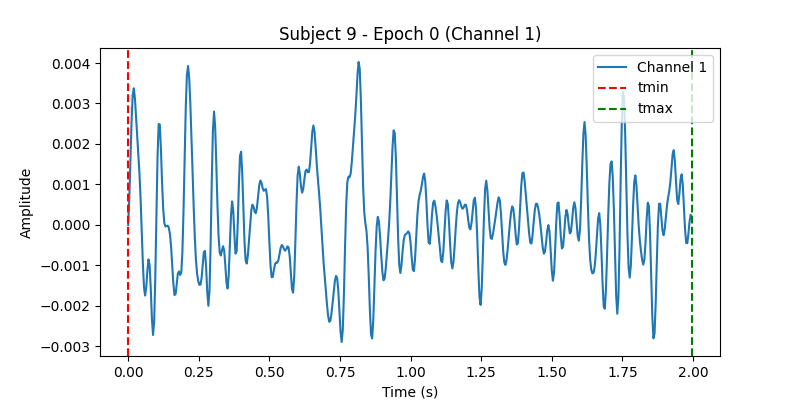 Subject 9 - Epoch 0 (Channel 1)
Channel 1
tmin
tmax
Amplitude
0.004
0.003
0.002
0.001
0.000
−0.001
−0.002
−0.003
0.00 0.25 0.50 0.75 1.00 1.25 1.50 1.75 2.00
Time (s)